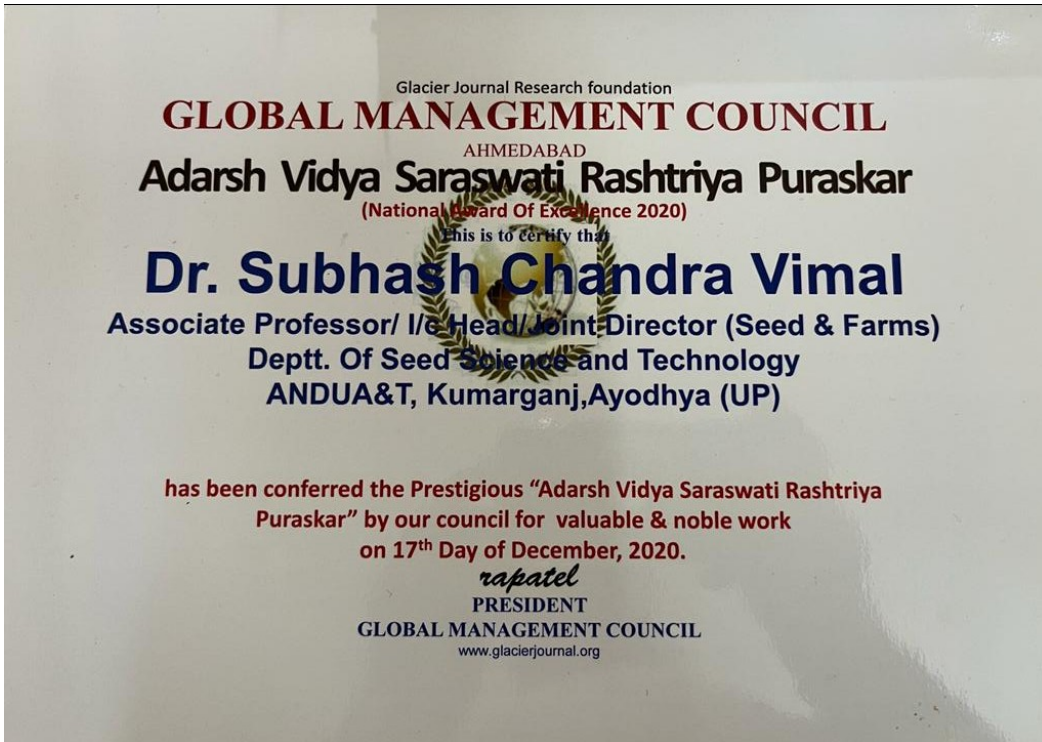 Glacier Journal Research foundation
GLOBAL MANAGEMENT COUNCIL
AHMEDABAD
Adarsh Vidya Saraswati Rashtriya Puraskar
(National Award Of Excellence 2020)
This is to certify that
Dr. Subhash Chandra Vimal
Associate Professor/ I/c Head/Joint Director (Seed & Farms)
Deptt. Of Seed Science and Technology
ANDUA&T, Kumarganj,Ayodhya (UP)
has been conferred the Prestigious “Adarsh Vidya Saraswati Rashtriya
Puraskar” by our council for valuable & noble work
on 17th Day of December, 2020.
rapatel
PRESIDENT
GLOBAL MANAGEMENT COUNCIL
www.glacierjournal.org